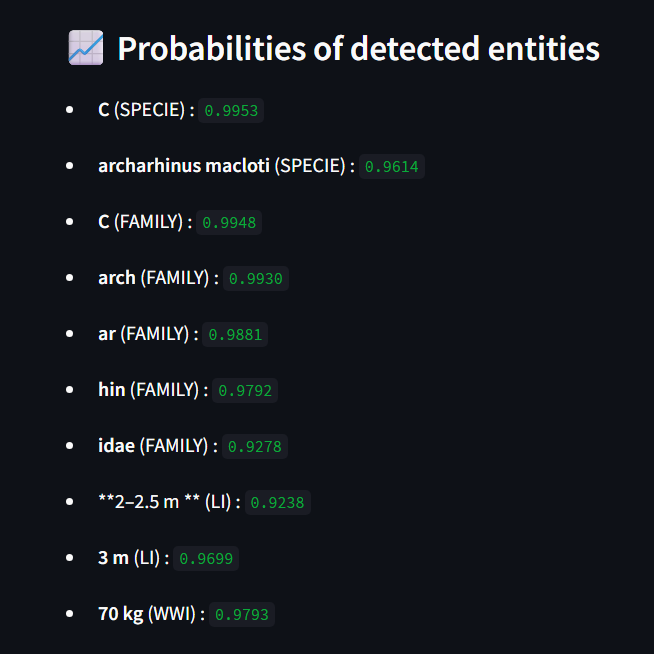 📈 Probabilities of detected entities
• C (SPECIE) : 0.9953
• archarhinus macloti (SPECIE) : 0.9614
• C (FAMILY) : 0.9948
• arch (FAMILY) : 0.9930
• ar (FAMILY) : 0.9881
• hin (FAMILY) : 0.9792
• idae (FAMILY) : 0.9278
• **2–2.5 m ** (LI) : 0.9238
• 3 m (LI) : 0.9699
• 70 kg (WWI) : 0.9793